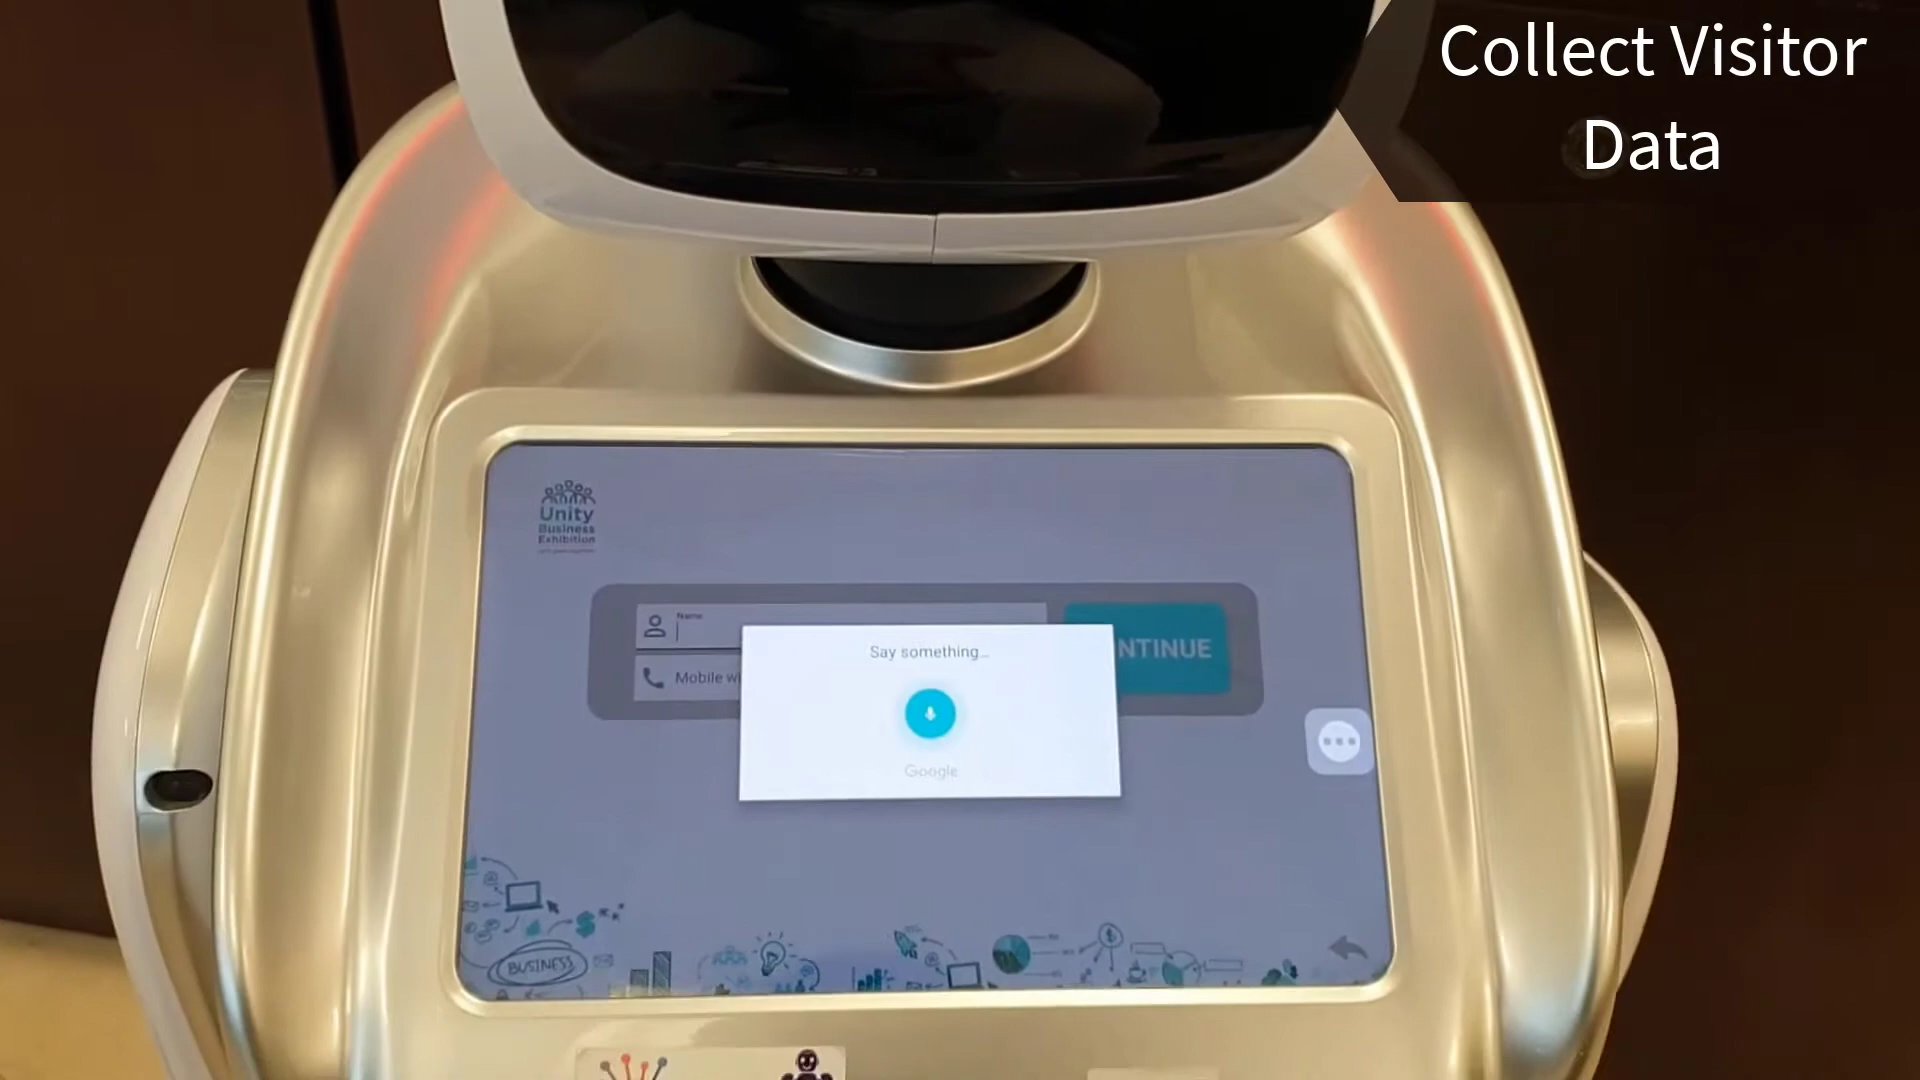 Collect Visitor
Data
Unity
Business
Exhibition
Name
Mobile
NTINUE
Say something...
Google
BUSINESS